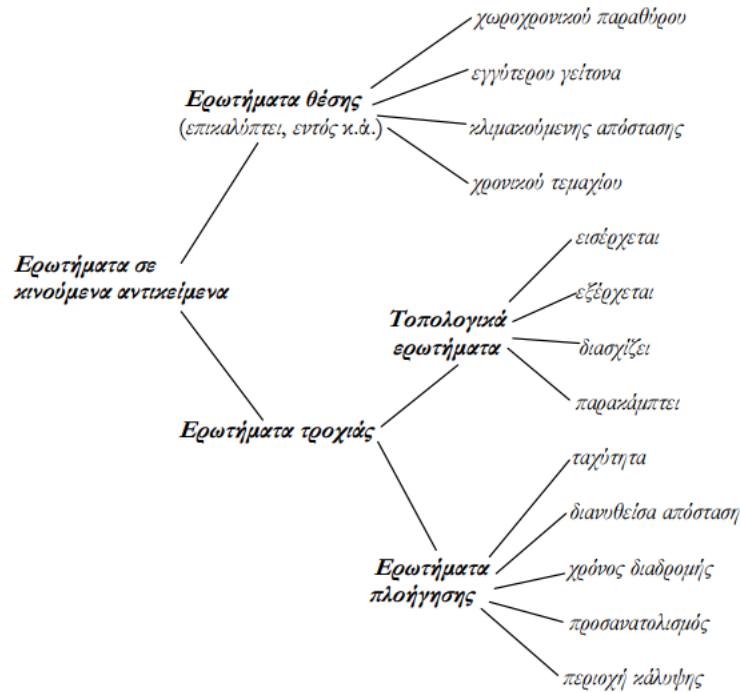 χωροχρονικού παραθύρου
εγγύτερου γείτονα
Ερωτήματα θέσης
(επικαλύπτει, εντός κ.ά.)
κλιμακούμενης απόστασης
χρονικού τεμαχίου
εισέρχεται
Ερωτήματα σε
κινούμενα αντικείμενα
εξέρχεται
Τοπολογικά
ερωτήματα
διασχίζει
παρακάμπτει
Ερωτήματα τροχιάς
ταχύτητα
διανυθείσα απόσταση
Ερωτήματα
πλοήγησης
χρόνος διαδρομής
προσανατολισμός
περιοχή κάλυψης